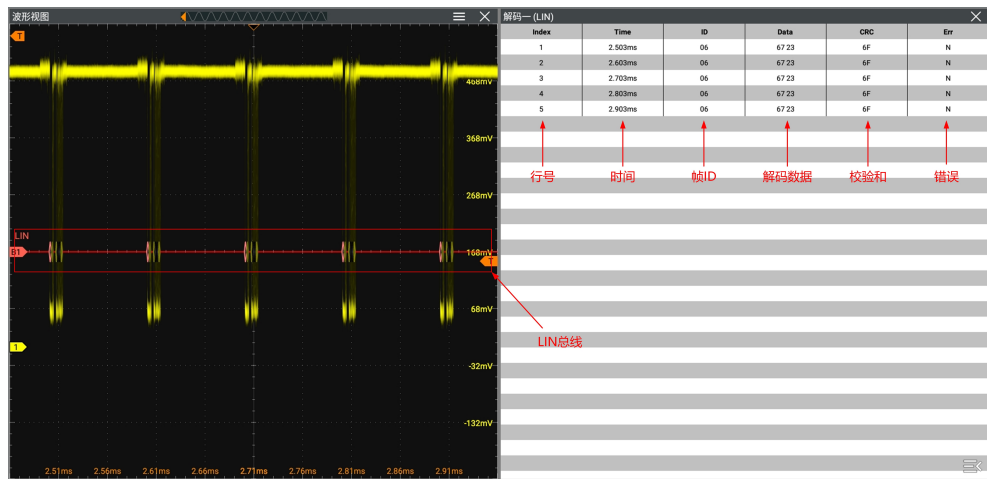 波形视图
T
468mV
368mV
268mV
LIN
B1
168mV
T
68mV
1
-32mV
-132mV
2.51ms 2.56ms 2.61ms 2.66ms 2.71ms 2.76ms 2.81ms 2.86ms 2.91ms
LIN总线
解码一 (LIN)
Index Time ID Data CRC Err
1 2.503ms 06 67 23 6F N
2 2.603ms 06 67 23 6F N
3 2.703ms 06 67 23 6F N
4 2.803ms 06 67 23 6F N
5 2.903ms 06 67 23 6F N
行号 时间 帧ID 解码数据 校验和 错误